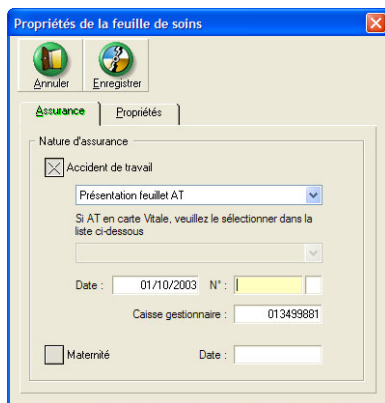 Propriétés de la feuille de soins
Annuler Enregistrer
Assurance Propriétés
Nature d'assurance
Accident de travail
Présentation feuillet AT
Si AT en carte Vitale, veuillez le sélectionner dans la
liste ci-dessous
Date : 01/10/2003 N° :
Caisse gestionnaire : 013499881
Maternité Date :